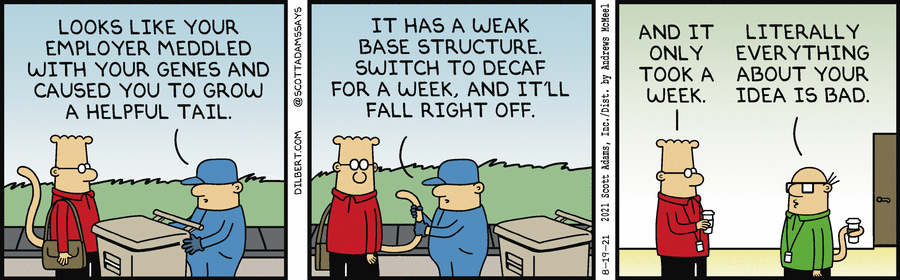 LOOKS LIKE YOUR
EMPLOYER MEDDLED
WITH YOUR GENES AND
CAUSED YOU TO GROW
A HELPFUL TAIL.
DILBERT.COM @SCOTTADAMSSAYS
IT HAS A WEAK
BASE STRUCTURE.
SWITCH TO DECAF
FOR A WEEK, AND IT'LL
FALL RIGHT OFF.
8-19-21 2021 Scott Adams, Inc./Dist. by Andrews McMeel
AND IT
ONLY
TOOK A
WEEK.
LITERALLY
EVERYTHING
ABOUT YOUR
IDEA IS BAD.